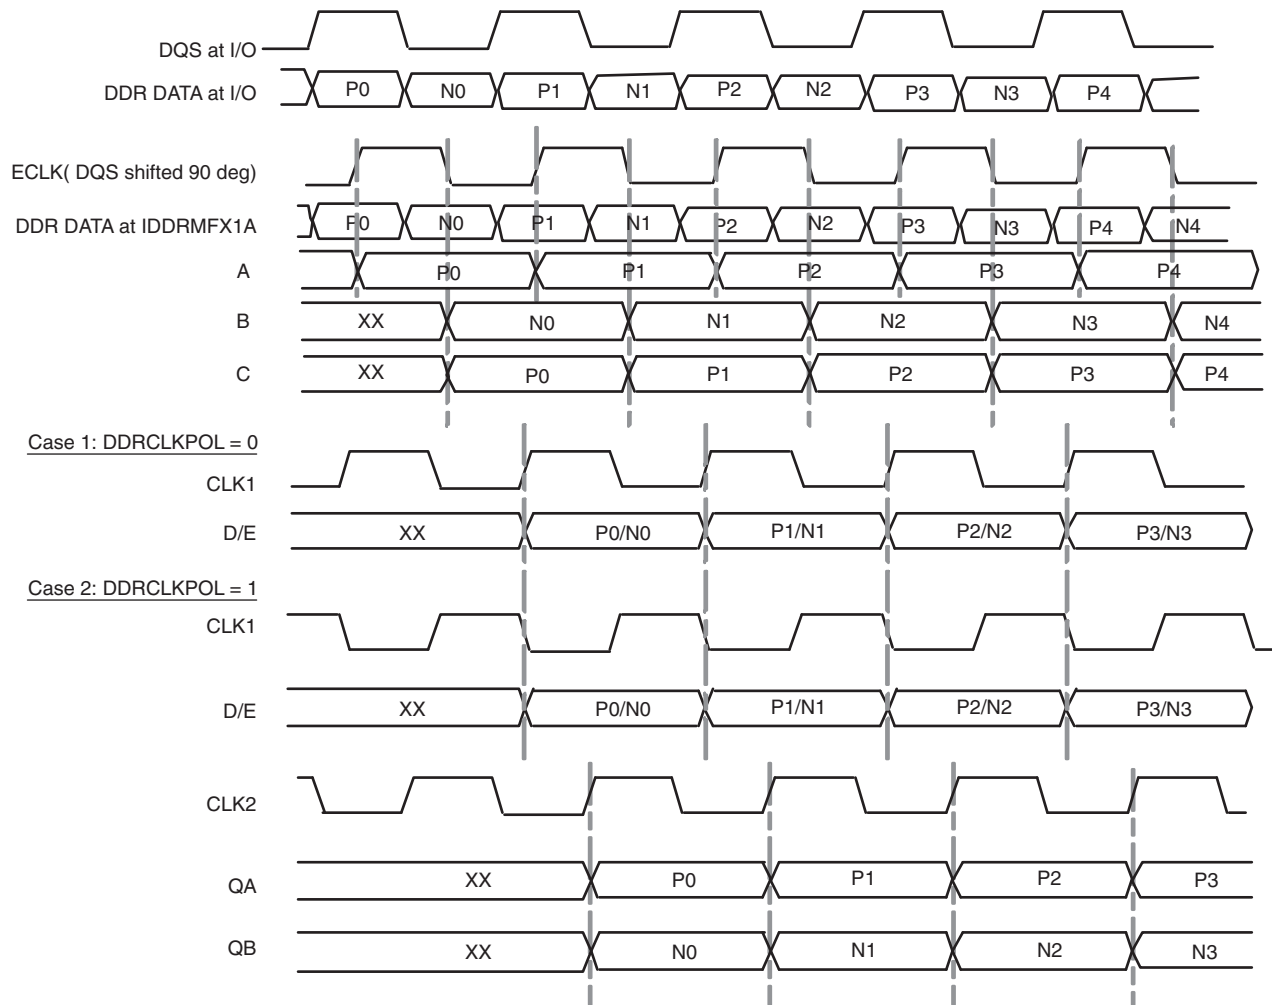 DQS at I/O
DDR DATA at I/O P0 N0 P1 N1 P2 N2 P3 N3 P4
ECLK( DQS shifted 90 deg)
DDR DATA at IDDRMFX1A P0 N0 P1 N1 P2 N2 P3 N3 P4 N4
A P0 P1 P2 P3 P4
B XX N0 N1 N2 N3 N4
C XX P0 P1 P2 P3 P4
Case 1: DDRCLKPOL = 0
CLK1
D/E XX P0/N0 P1/N1 P2/N2 P3/N3
Case 2: DDRCLKPOL = 1
CLK1
D/E XX P0/N0 P1/N1 P2/N2 P3/N3
CLK2
QA XX P0 P1 P2 P3
QB XX N0 N1 N2 N3